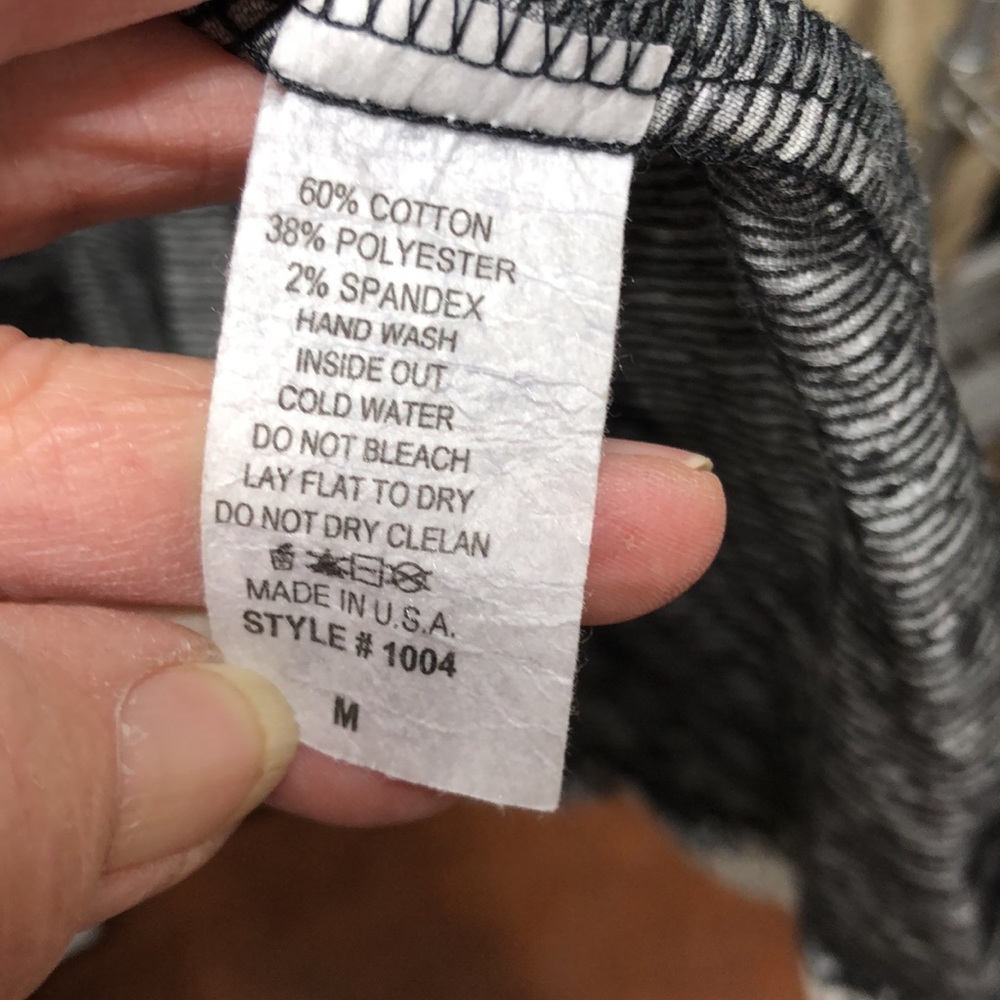 60% COTTON
38% POLYESTER
2% SPANDEX
HAND WASH
INSIDE OUT
COLD WATER
DO NOT BLEACH
LAY FLAT TO DRY
DO NOT DRY CLELAN
MADE IN U.S.A.
STYLE # 1004
M